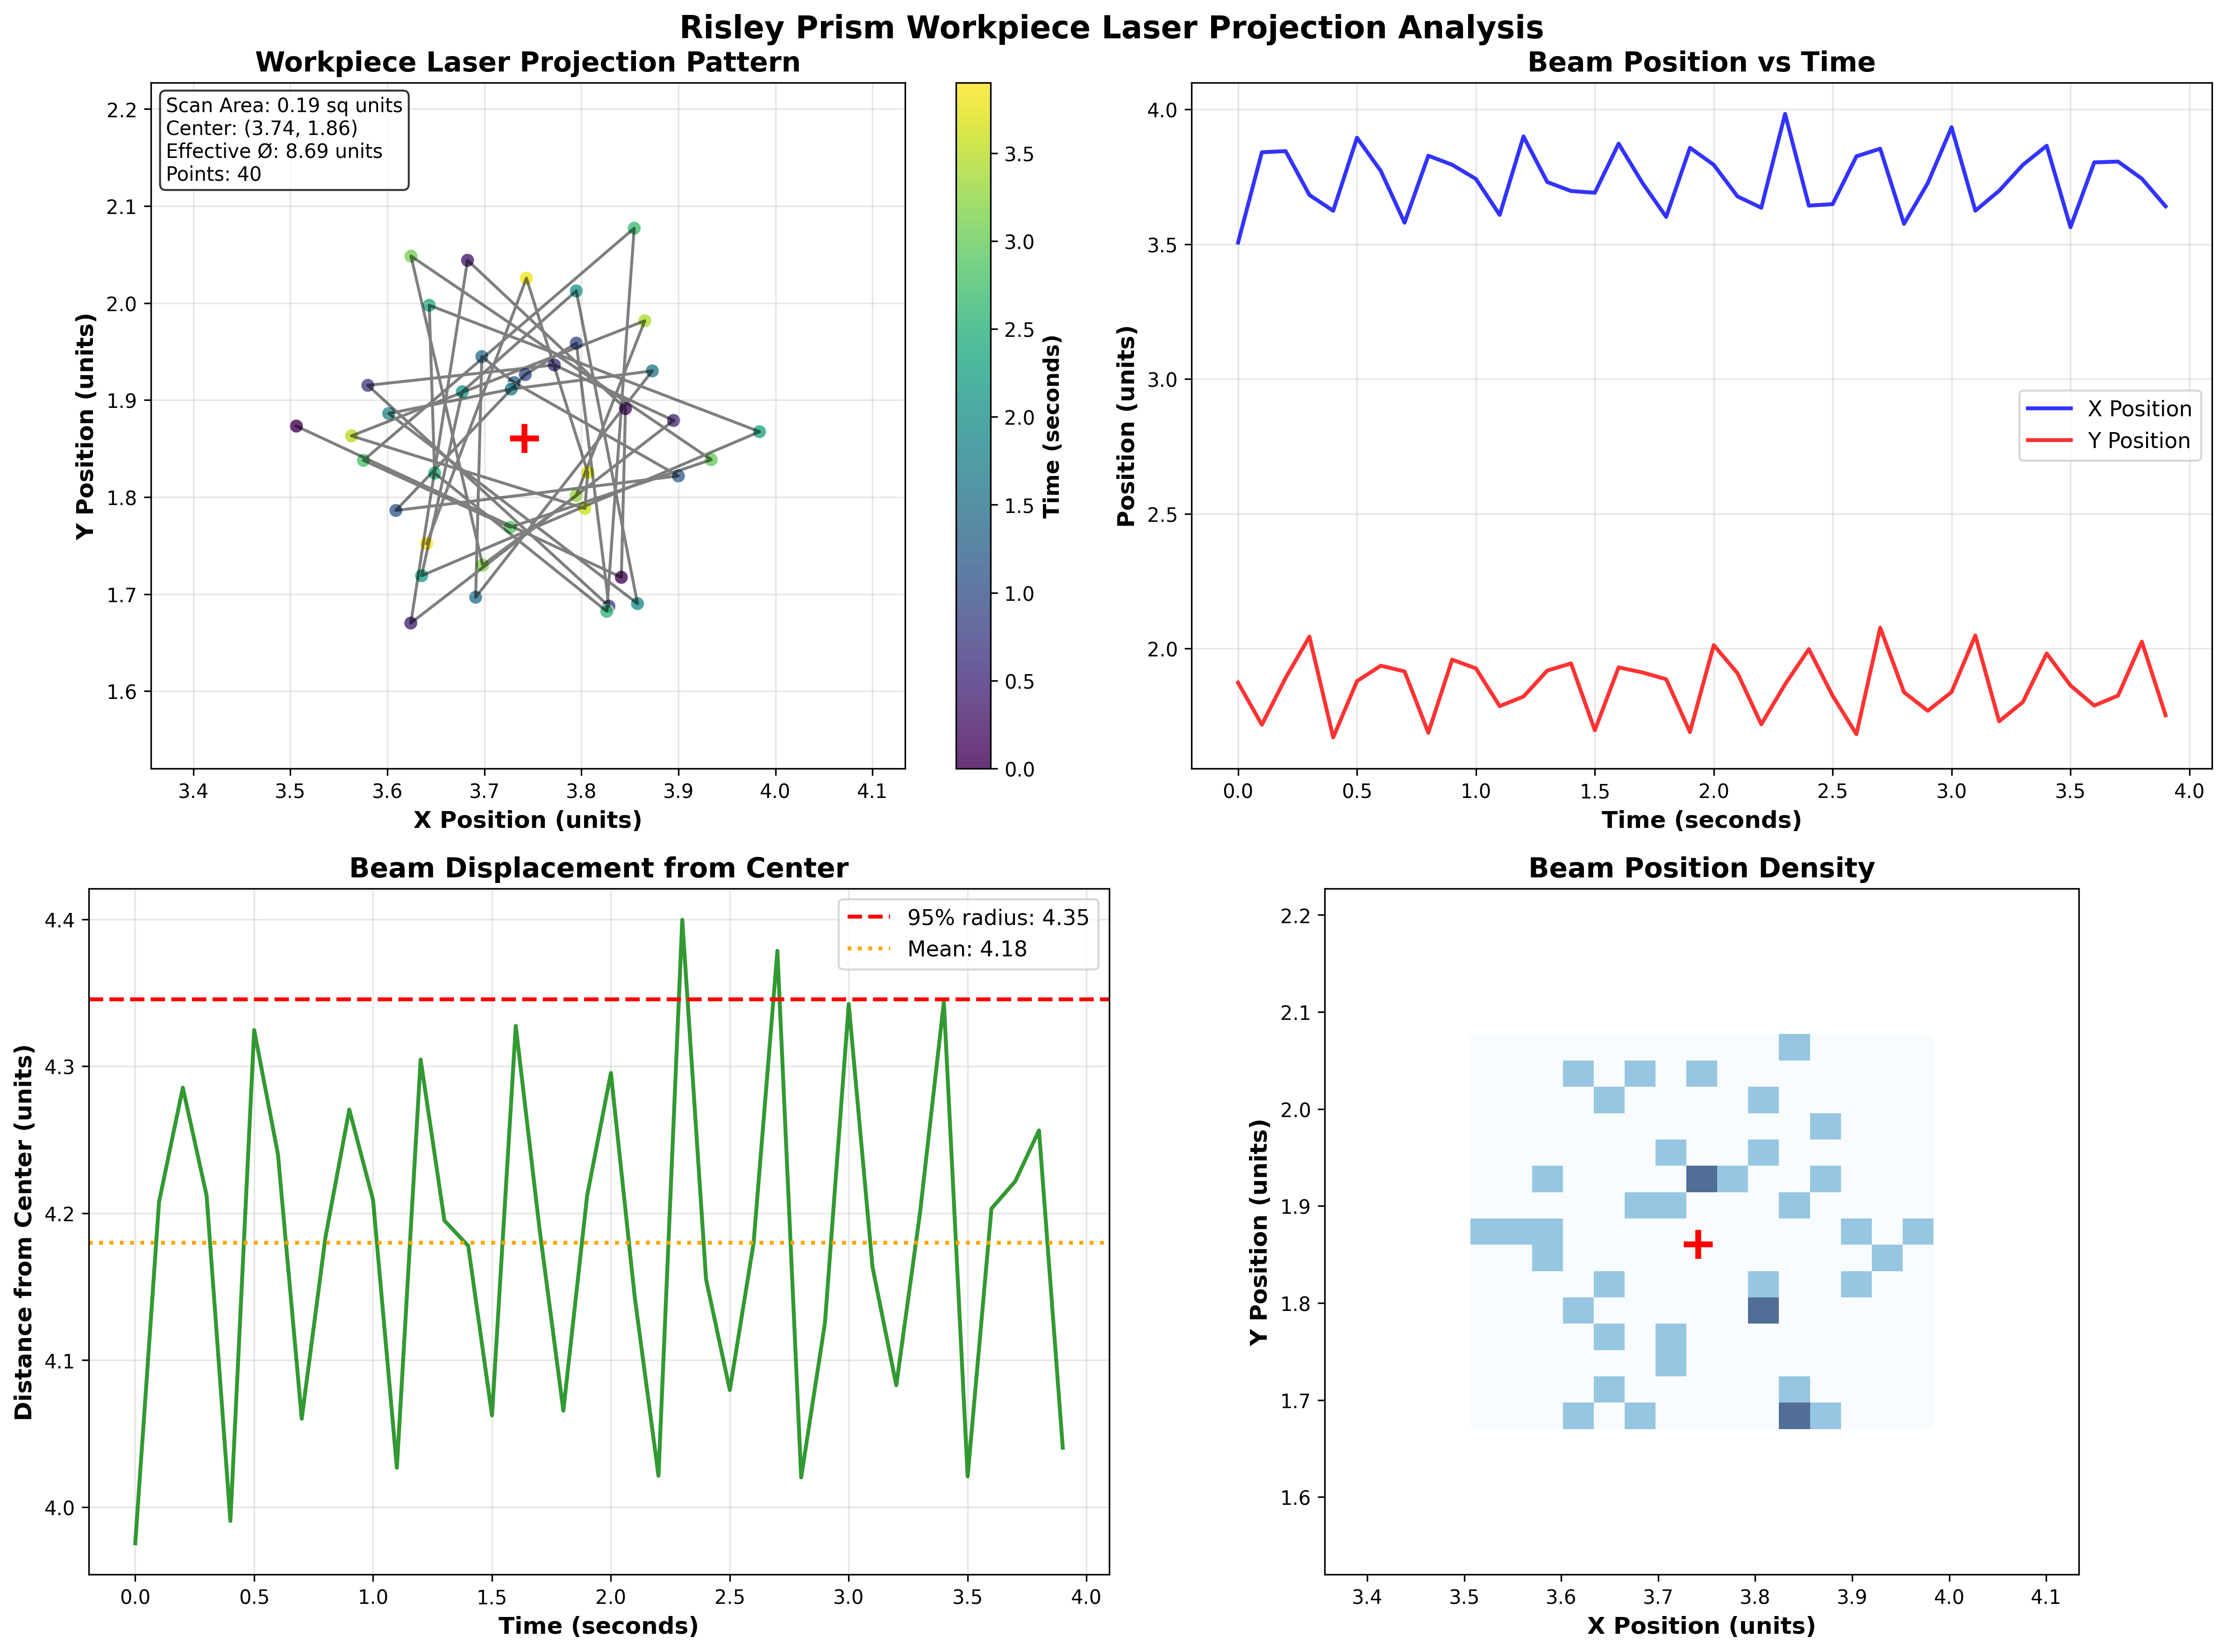 Risley Prism Workpiece Laser Projection Analysis
Workpiece Laser Projection Pattern
Scan Area: 0.19 sq units
Center: (3.74, 1.86)
Effective Ø: 8.69 units
Points: 40
2.2
2.1
2.0
1.9
1.8
1.7
1.6
Y Position (units)
3.4 3.5 3.6 3.7 3.8 3.9 4.0 4.1
X Position (units)
3.5
3.0
2.5
2.0
1.5
1.0
0.5
0.0
Time (seconds)
Beam Position vs Time
4.0
3.5
3.0
2.5
2.0
Position (units)
X Position
Y Position
0.0 0.5 1.0 1.5 2.0 2.5 3.0 3.5 4.0
Time (seconds)
Beam Displacement from Center
95% radius: 4.35
Mean: 4.18
4.4
4.3
4.2
4.1
4.0
Distance from Center (units)
0.0 0.5 1.0 1.5 2.0 2.5 3.0 3.5 4.0
Time (seconds)
Beam Position Density
2.2
2.1
2.0
1.9
1.8
1.7
1.6
Y Position (units)
3.4 3.5 3.6 3.7 3.8 3.9 4.0 4.1
X Position (units)